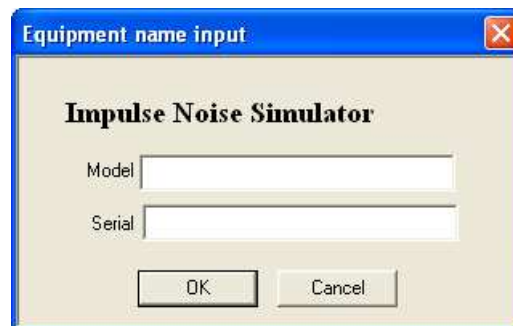 Equipment name input
Impulse Noise Simulator
Model
Serial
OK Cancel